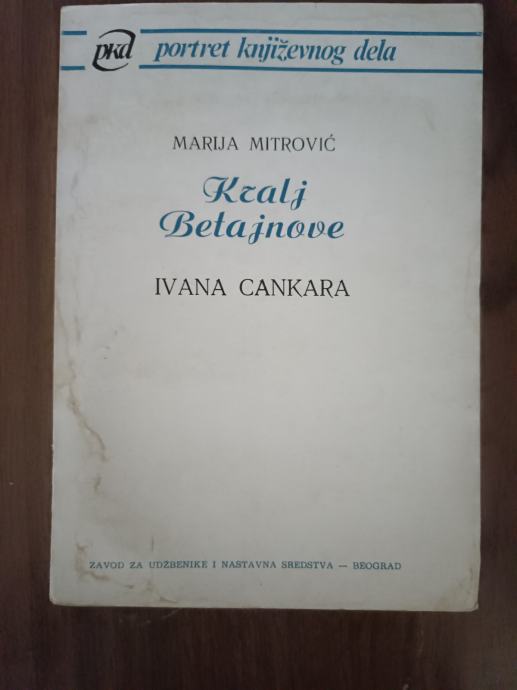 pkd portret književnog dela
MARIJA MITROVIĆ
Kralj
Betajnove
IVANA CANKARA
ZAVOD ZA UDŽBENIKE I NASTAVNA SREDSTVA — BEOGRAD